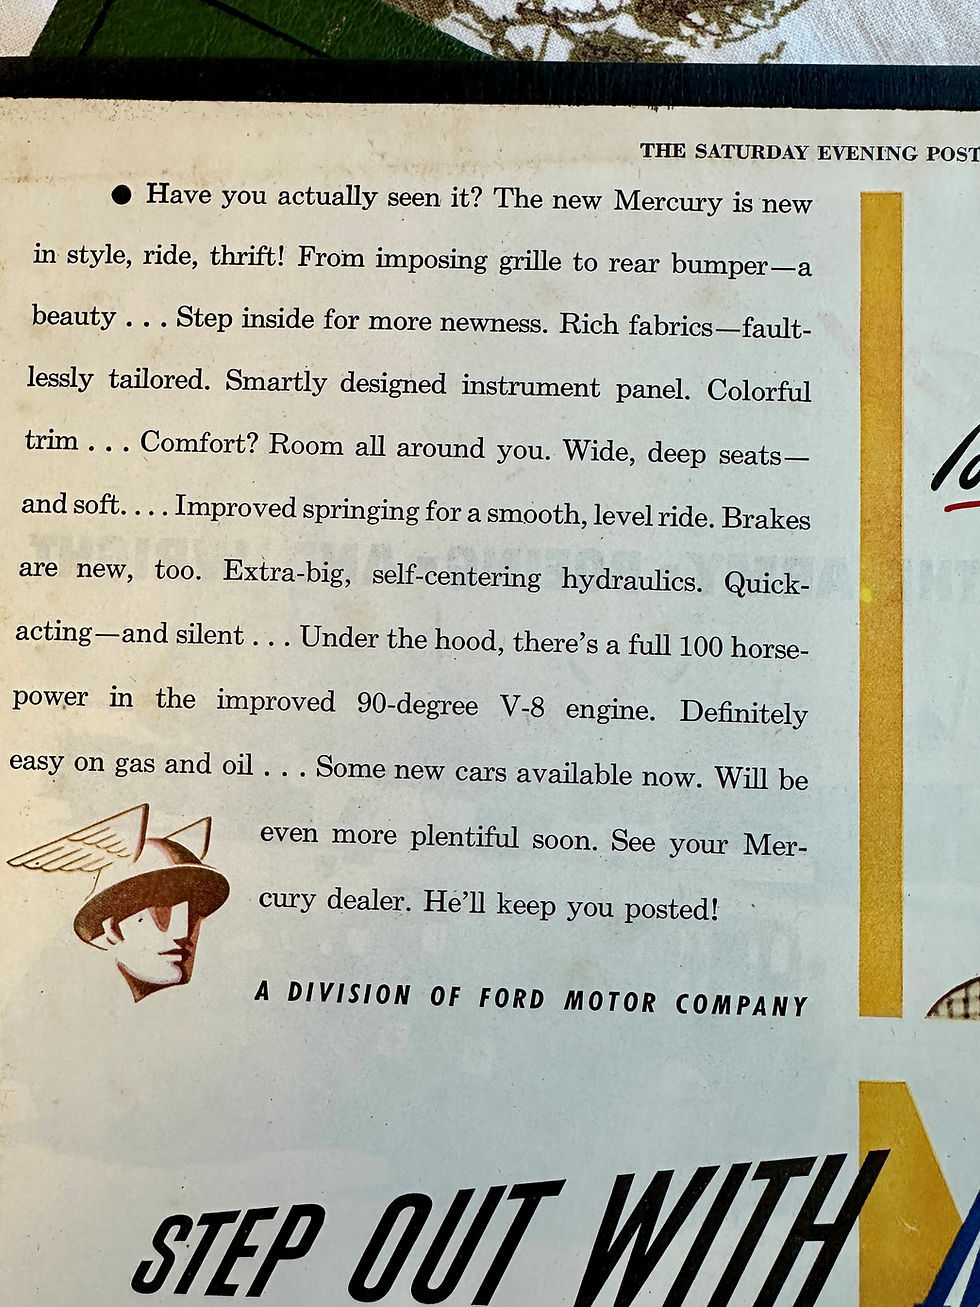 THE SATURDAY EVENING POST
● Have you actually seen it? The new Mercury is new
in style, ride, thrift! From imposing grille to rear bumper—a
beauty . . . Step inside for more newness. Rich fabrics—fault-
lessly tailored. Smartly designed instrument panel. Colorful
trim . . . Comfort? Room all around you. Wide, deep seats—
and soft. . . . Improved springing for a smooth, level ride. Brakes
are new, too. Extra-big, self-centering hydraulics. Quick-
acting—and silent . . . Under the hood, there's a full 100 horse-
power in the improved 90-degree V-8 engine. Definitely
easy on gas and oil . . . Some new cars available now. Will be
even more plentiful soon. See your Mer-
cury dealer. He'll keep you posted!
A DIVISION OF FORD MOTOR COMPANY
STEP OUT WITH